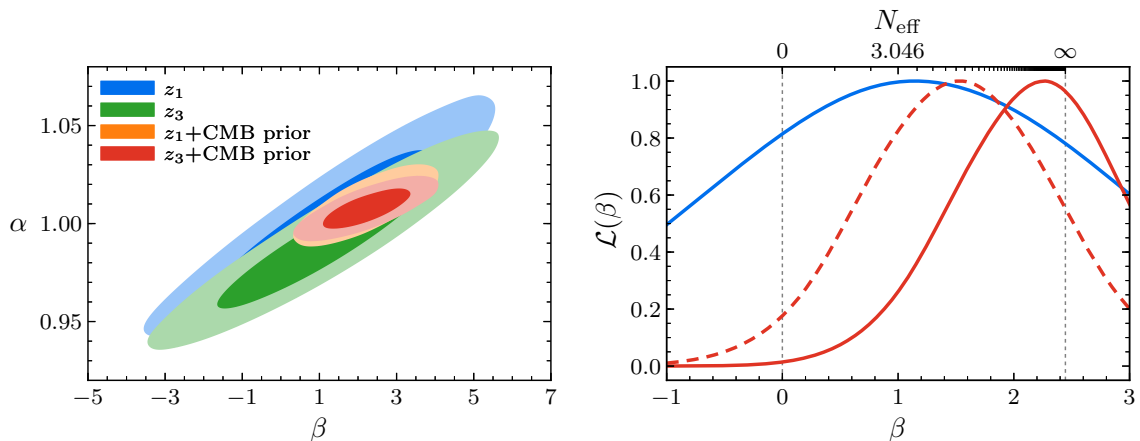 z₁
z₃
z₁+CMB prior
z₃+CMB prior
1.05
1.00
0.95
α
−5 −3 −1 1 3 5 7
β
N_eff
0 3.046 ∞
1.0
0.8
0.6
0.4
0.2
0.0
ℒ(β)
−1 0 1 2 3
β